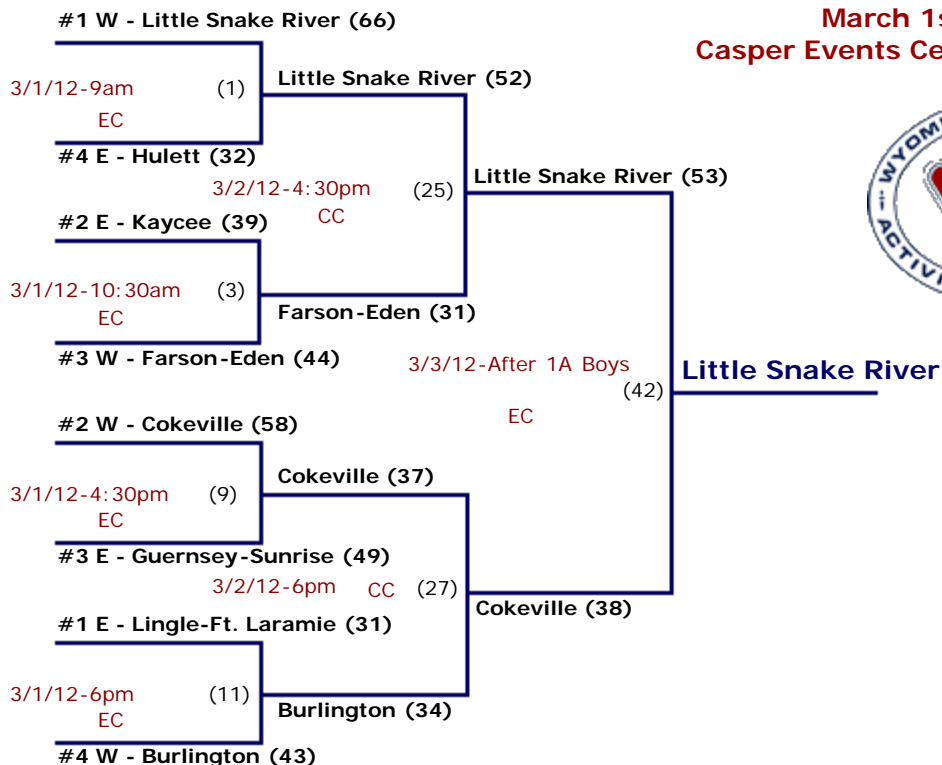 #1 W - Little Snake River (66)
March 1s
Casper Events Ce
Little Snake River (52)
3/1/12-9am (1)
EC
#4 E - Hulett (32)
3/2/12-4:30pm (25)
CC
Little Snake River (53)
#2 E - Kaycee (39)
3/1/12-10:30am (3)
EC
Farson-Eden (31)
#3 W - Farson-Eden (44)
3/3/12-After 1A Boys
(42)
EC
Little Snake River
#2 W - Cokeville (58)
Cokeville (37)
3/1/12-4:30pm (9)
EC
#3 E - Guernsey-Sunrise (49)
3/2/12-6pm CC (27)
Cokeville (38)
#1 E - Lingle-Ft. Laramie (31)
3/1/12-6pm (11)
EC
Burlington (34)
#4 W - Burlington (43)
WYOM
ACTIVI